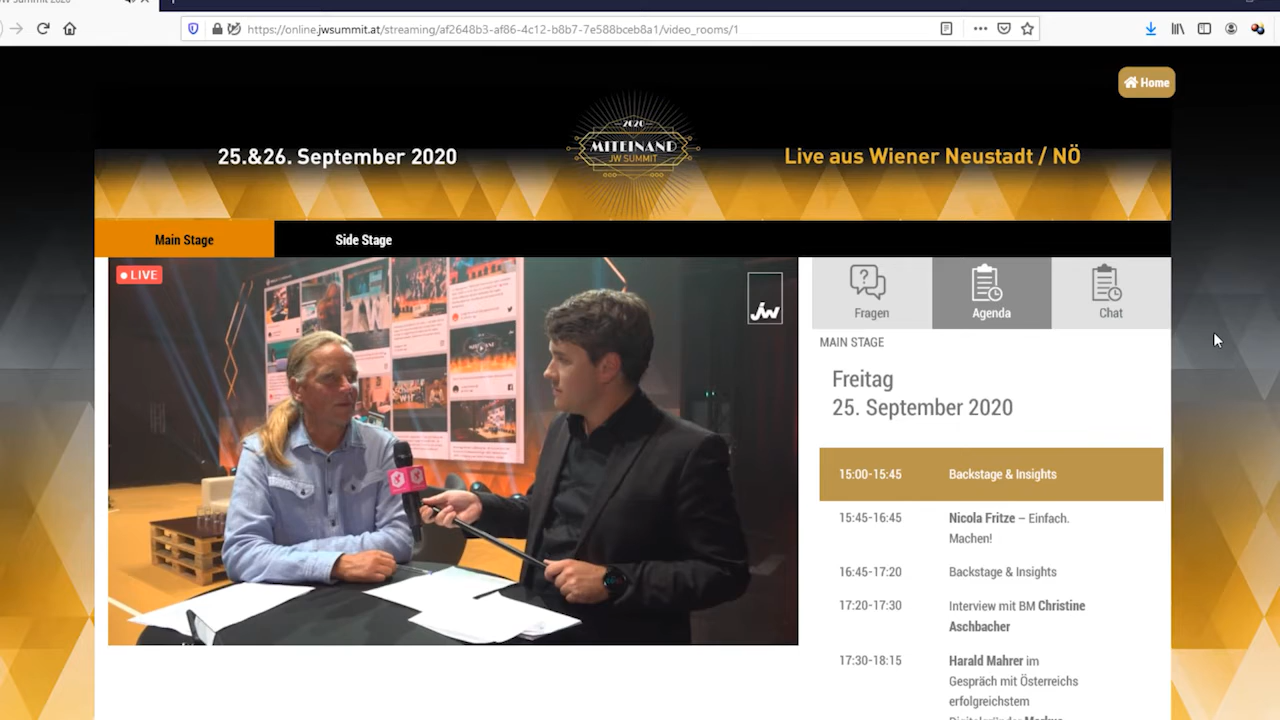 https://online.jwsummit.at/streaming/af2648b3-af86-4c12-b8b7-7e588bceb8a1/video_rooms/1
Home
25.&26. September 2020
2020
MITEINAND
JW SUMMIT
Live aus Wiener Neustadt / NÖ
Main Stage
Side Stage
LIVE
jw
Fragen
Agenda
Chat
MAIN STAGE
Freitag
25. September 2020
15:00-15:45 Backstage & Insights
15:45-16:45 Nicola Fritze – Einfach.
Machen!
16:45-17:20 Backstage & Insights
17:20-17:30 Interview mit BM Christine
Aschbacher
17:30-18:15 Harald Mahrer im
Gespräch mit Österreichs
erfolgreichstem